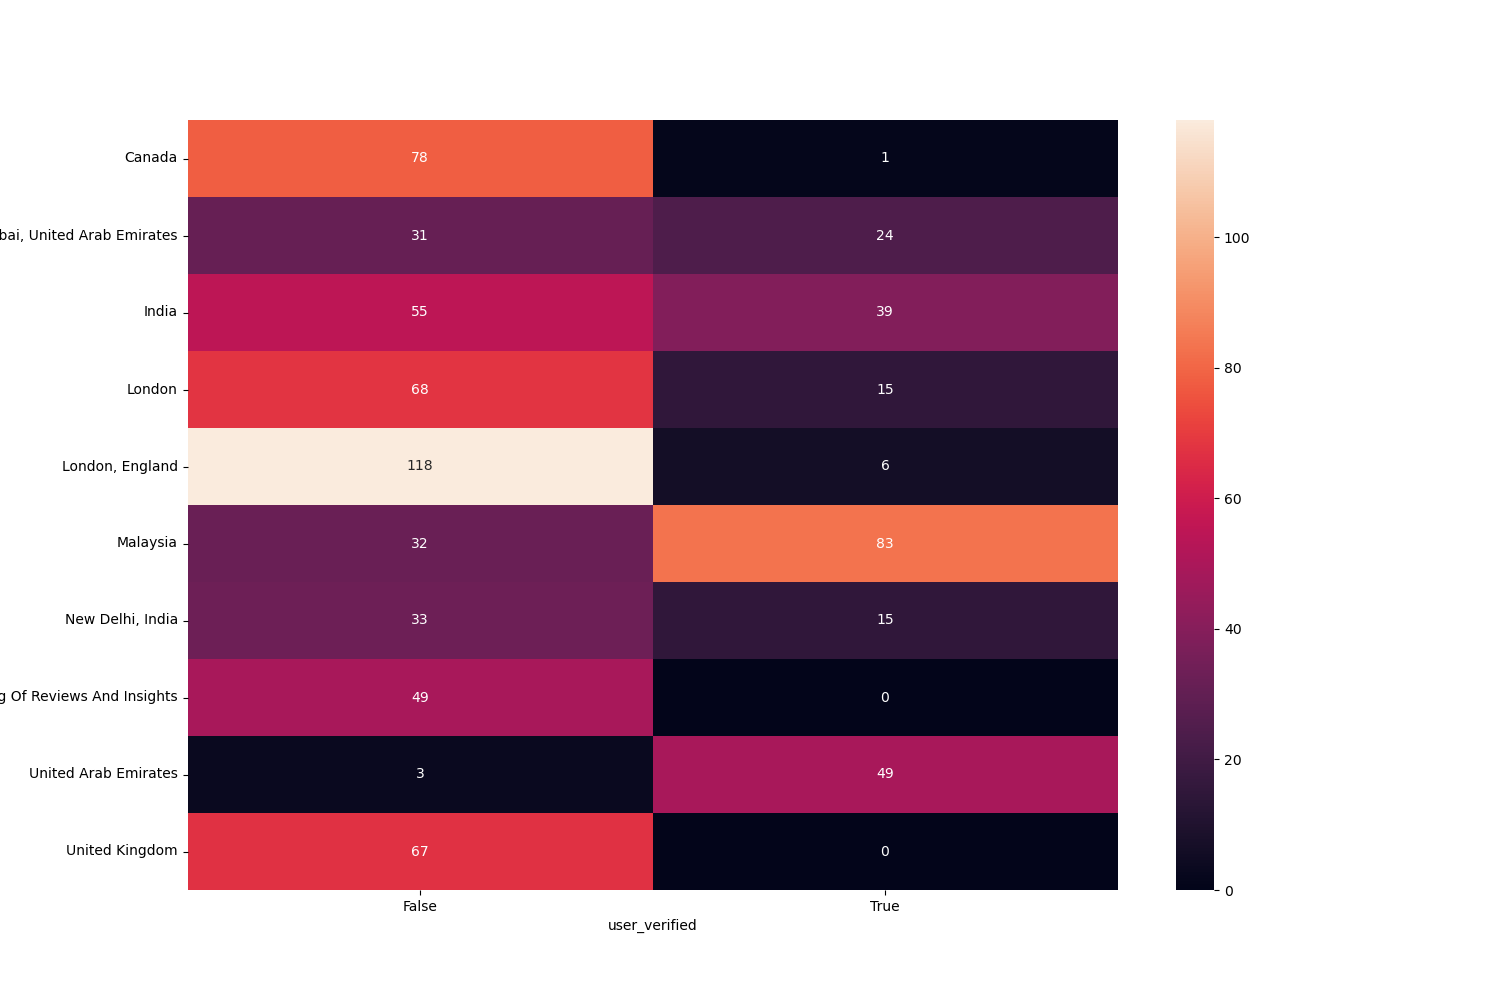 Canada 78 1
bai, United Arab Emirates 31 24
100
India 55 39
80
London 68 15
London, England 118 6
60
Malaysia 32 83
New Delhi, India 33 15
40
g Of Reviews And Insights 49 0
20
United Arab Emirates 3 49
United Kingdom 67 0
0
False True
user_verified